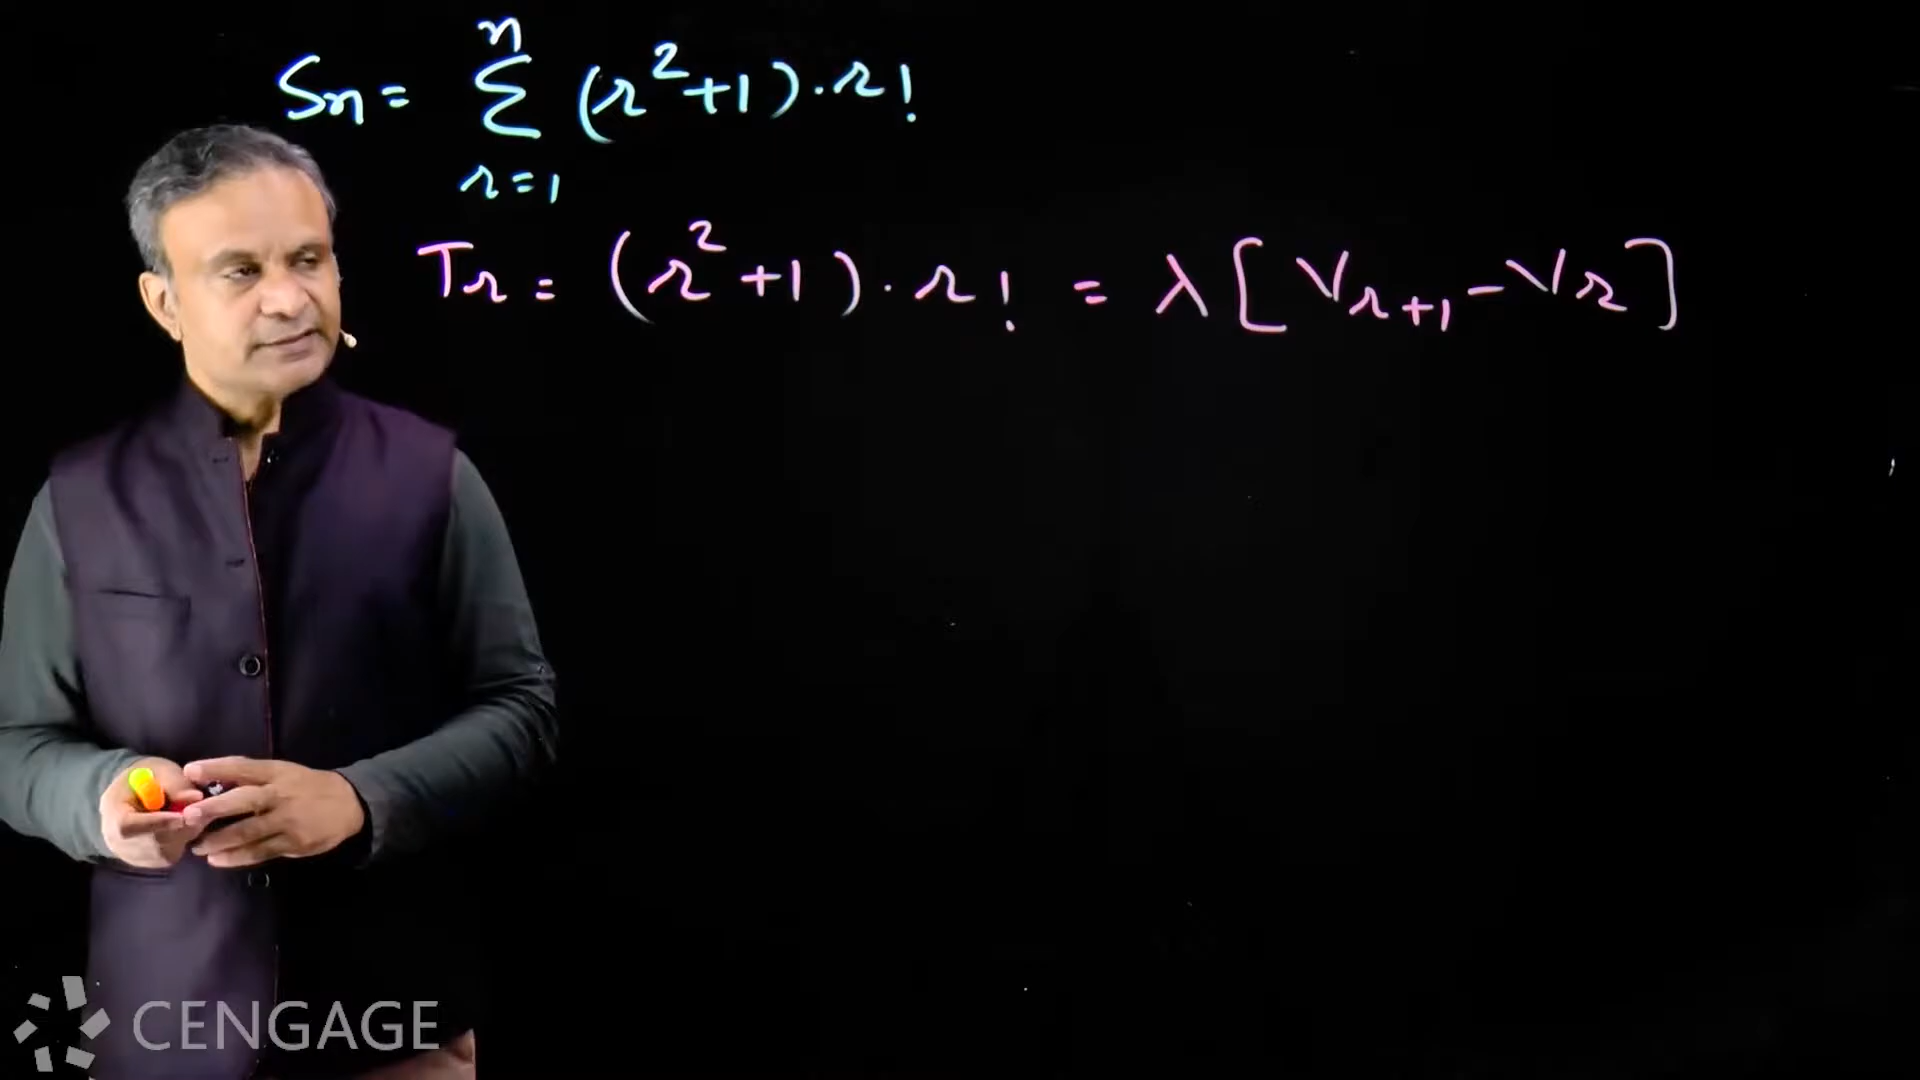 Sn = n∑r=1 (r²+1)·r!
Tr = (r²+1)·r! = λ[Vr+1 − Vr]
CENGAGE